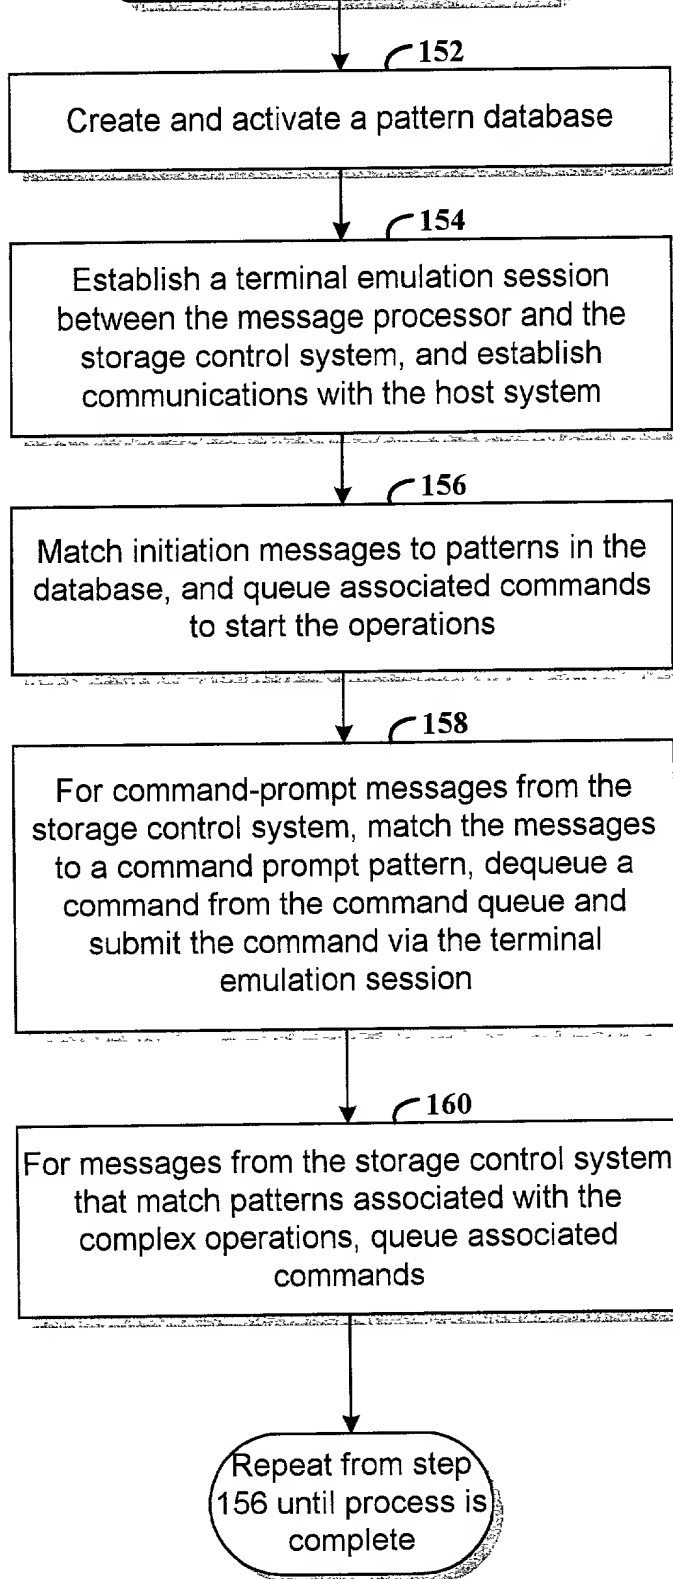 152
Create and activate a pattern database
154
Establish a terminal emulation session
between the message processor and the
storage control system, and establish
communications with the host system
156
Match initiation messages to patterns in the
database, and queue associated commands
to start the operations
158
For command-prompt messages from the
storage control system, match the messages
to a command prompt pattern, dequeue a
command from the command queue and
submit the command via the terminal
emulation session
160
For messages from the storage control system
that match patterns associated with the
complex operations, queue associated
commands
Repeat from step
156 until process is
complete